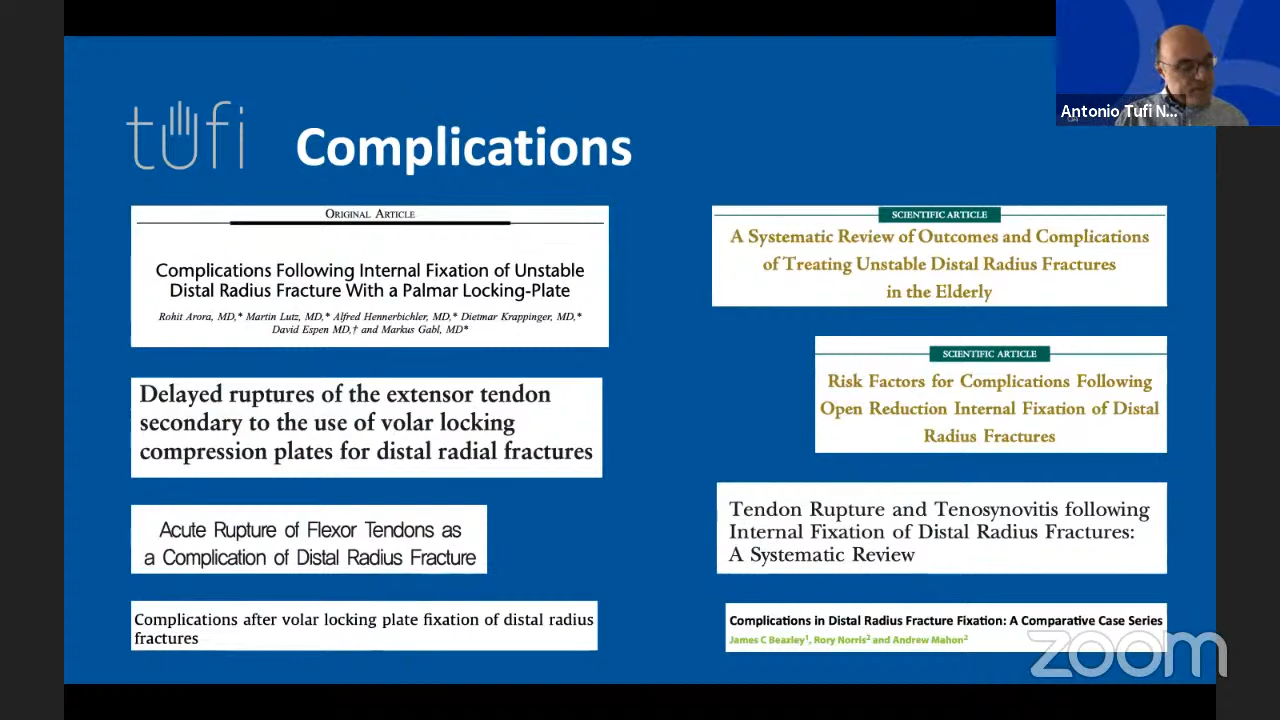 Antonio Tufi N...
tufi
Complications
ORIGINAL ARTICLE
Complications Following Internal Fixation of Unstable
Distal Radius Fracture With a Palmar Locking-Plate
Rohit Arora, MD,* Martin Lutz, MD,* Alfred Hennerbichler, MD,* Dietmar Krappinger, MD,*
David Espen MD,† and Markus Gabl, MD*
Delayed ruptures of the extensor tendon
secondary to the use of volar locking
compression plates for distal radial fractures
Acute Rupture of Flexor Tendons as
a Complication of Distal Radius Fracture
Complications after volar locking plate fixation of distal radius
fractures
SCIENTIFIC ARTICLE
A Systematic Review of Outcomes and Complications
of Treating Unstable Distal Radius Fractures
in the Elderly
SCIENTIFIC ARTICLE
Risk Factors for Complications Following
Open Reduction Internal Fixation of Distal
Radius Fractures
Tendon Rupture and Tenosynovitis following
Internal Fixation of Distal Radius Fractures:
A Systematic Review
Complications in Distal Radius Fracture Fixation: A Comparative Case Series
James C Beazley¹, Rory Norris² and Andrew Mahon²
zoom